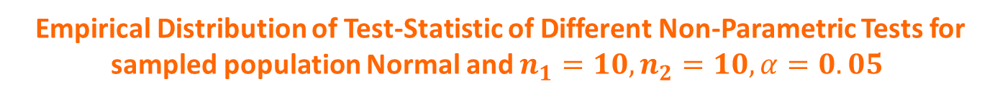 Empirical Distribution of Test-Statistic of Different Non-Parametric Tests for
sampled population Normal and n₁ = 10, n₂ = 10, α = 0.05